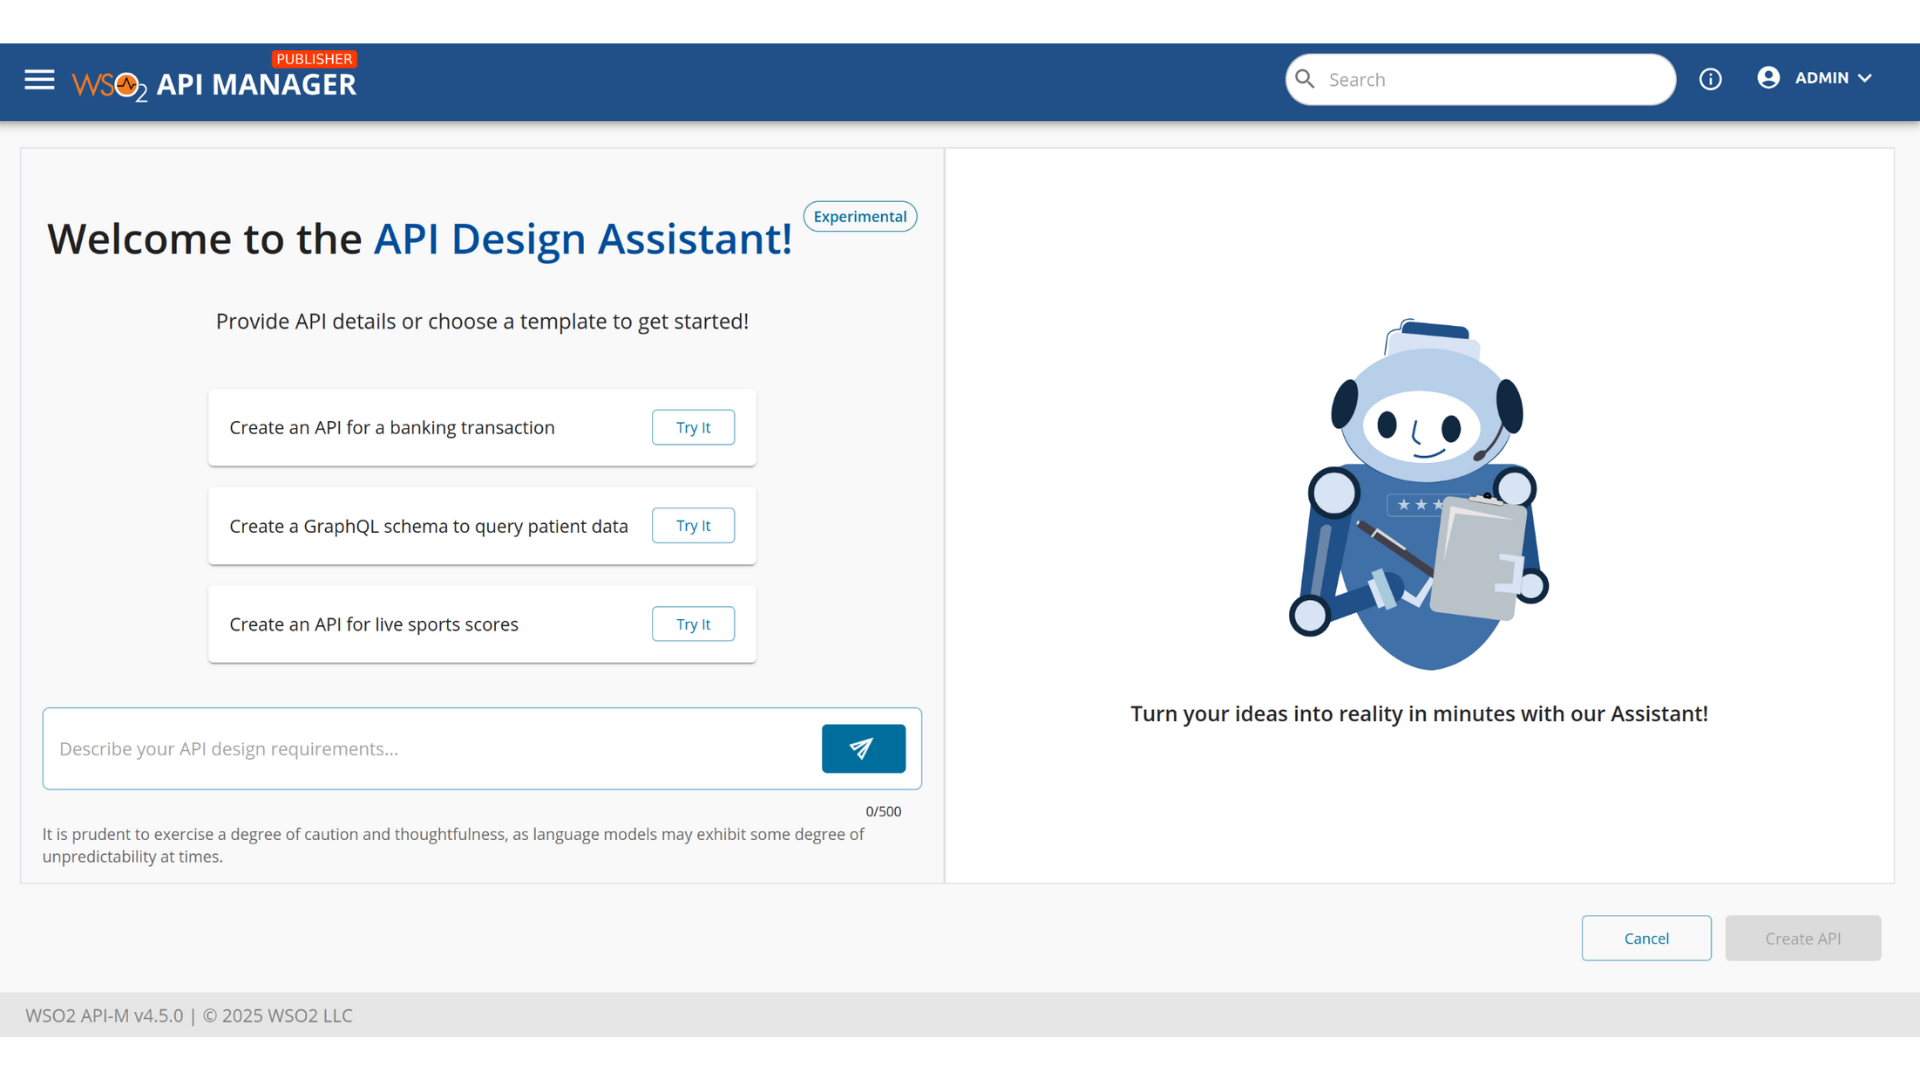 PUBLISHER
WSO2 API MANAGER
Search
ADMIN
Experimental
Welcome to the API Design Assistant!
Provide API details or choose a template to get started!
Create an API for a banking transaction
Try It
Create a GraphQL schema to query patient data
Try It
Create an API for live sports scores
Try It
Describe your API design requirements...
0/500
It is prudent to exercise a degree of caution and thoughtfulness, as language models may exhibit some degree of
unpredictability at times.
Turn your ideas into reality in minutes with our Assistant!
Cancel
Create API
WSO2 API-M v4.5.0 | © 2025 WSO2 LLC